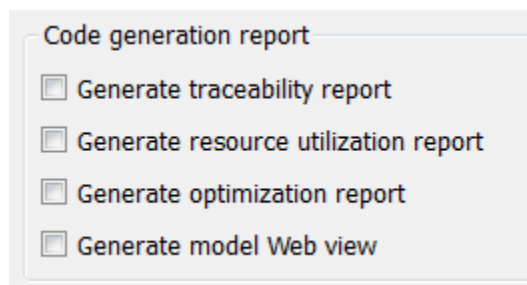 Code generation report
Generate traceability report
Generate resource utilization report
Generate optimization report
Generate model Web view